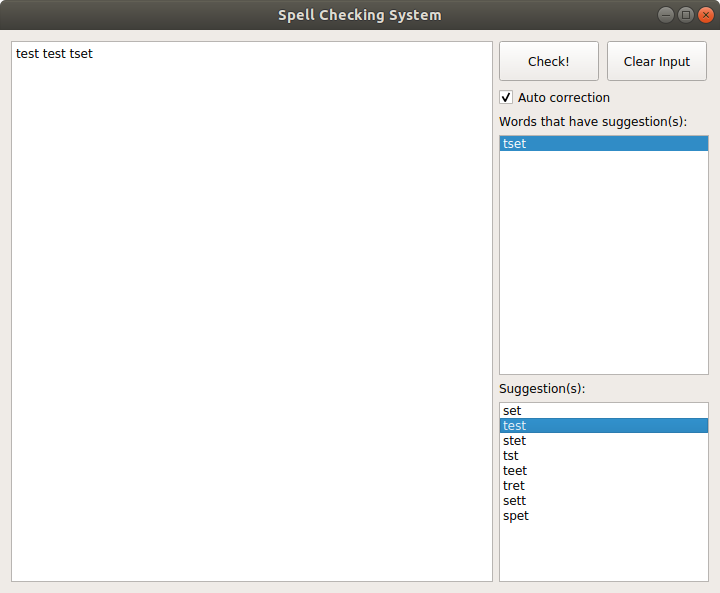 Spell Checking System
test test tset
Check!
Clear Input
Auto correction
Words that have suggestion(s):
tset
Suggestion(s):
set
test
stet
tst
teet
tret
sett
spet